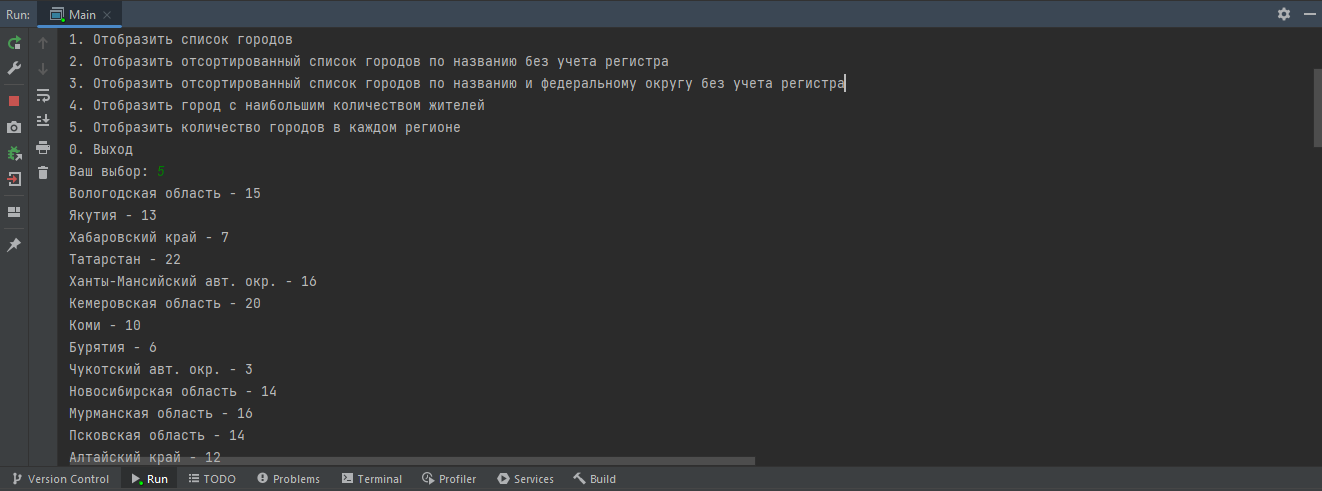 Run: Main
1. Отобразить список городов
2. Отобразить отсортированный список городов по названию без учета регистра
3. Отобразить отсортированный список городов по названию и федеральному округу без учета регистра
4. Отобразить город с наибольшим количеством жителей
5. Отобразить количество городов в каждом регионе
0. Выход
Ваш выбор: 5
Вологодская область - 15
Якутия - 13
Хабаровский край - 7
Татарстан - 22
Ханты-Мансийский авт. окр. - 16
Кемеровская область - 20
Коми - 10
Бурятия - 6
Чукотский авт. окр. - 3
Новосибирская область - 14
Мурманская область - 16
Псковская область - 14
Алтайский край - 12
Version Control Run TODO Problems Terminal Profiler Services Build